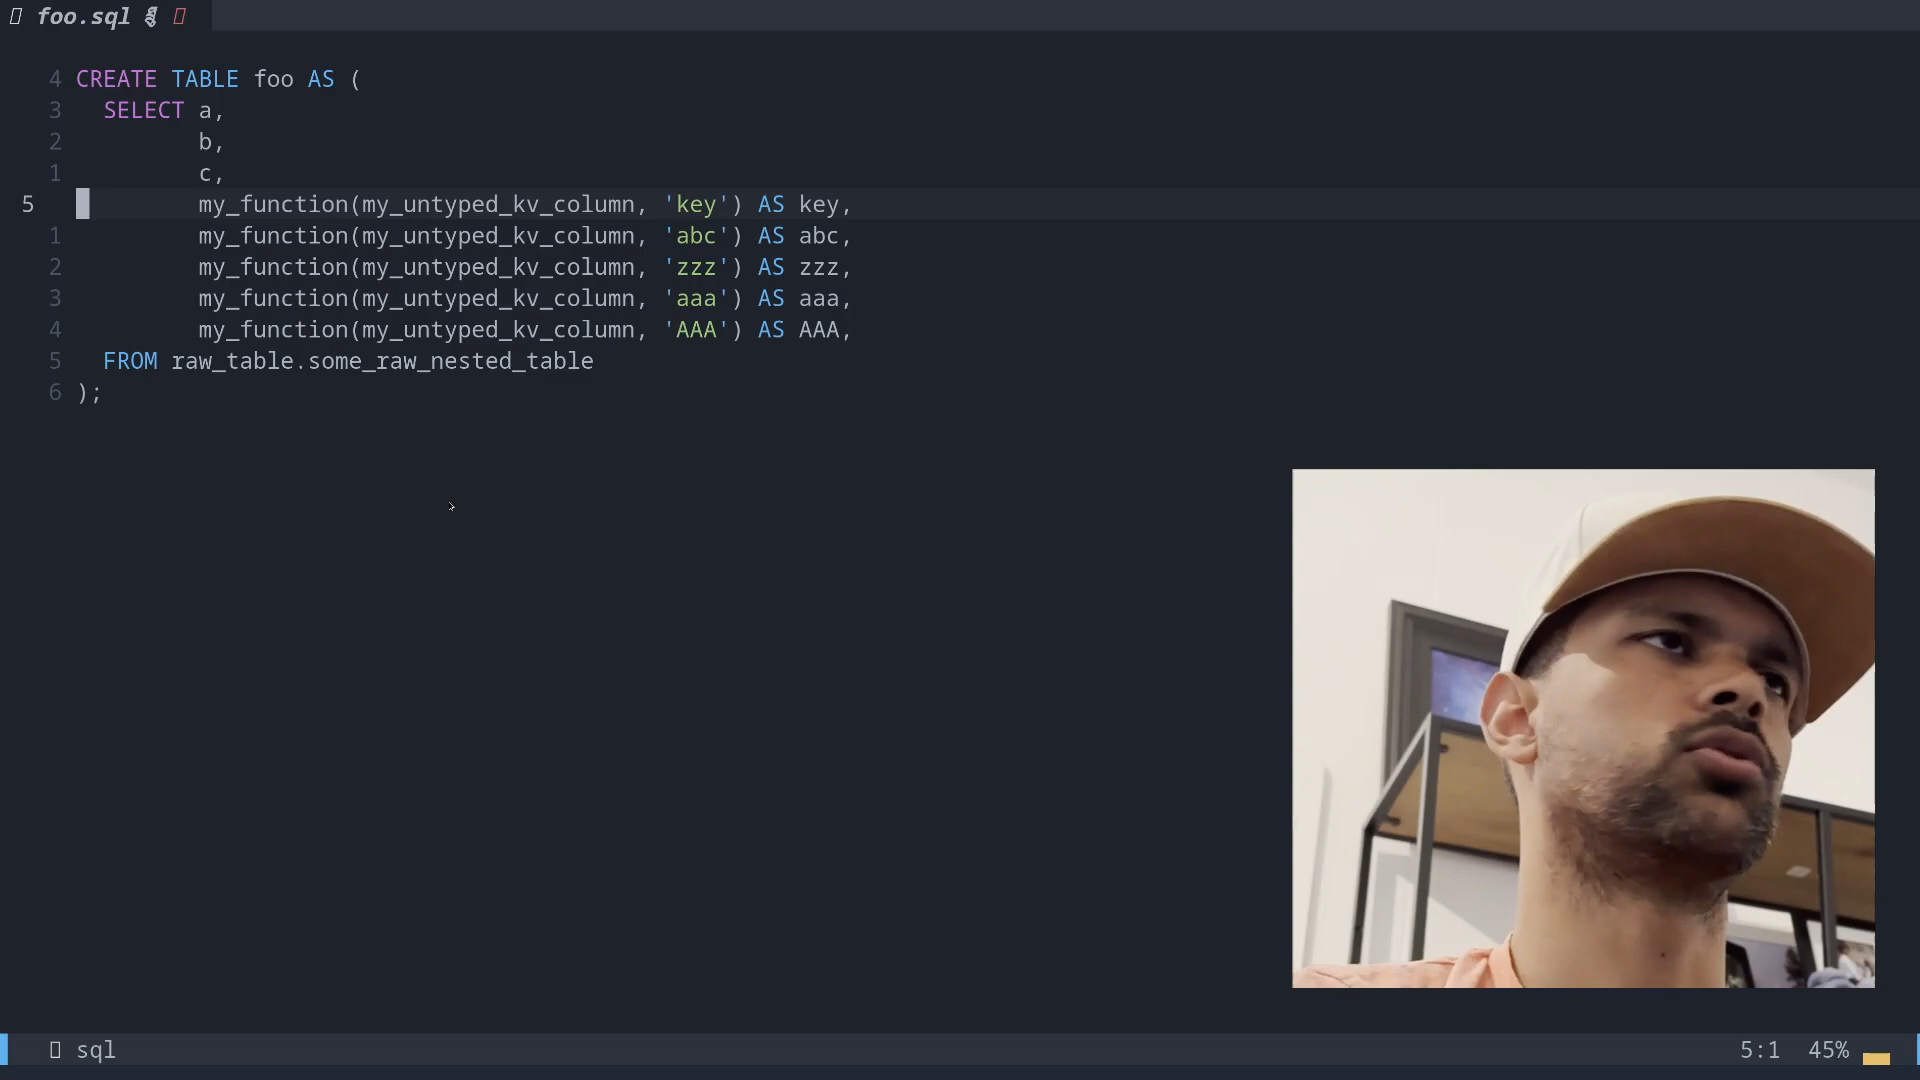 foo.sql
4 CREATE TABLE foo AS (
3 SELECT a,
2 b,
1 c,
5 my_function(my_untyped_kv_column, 'key') AS key,
1 my_function(my_untyped_kv_column, 'abc') AS abc,
2 my_function(my_untyped_kv_column, 'zzz') AS zzz,
3 my_function(my_untyped_kv_column, 'aaa') AS aaa,
4 my_function(my_untyped_kv_column, 'AAA') AS AAA,
5 FROM raw_table.some_raw_nested_table
6 );
sql 5:1 45%